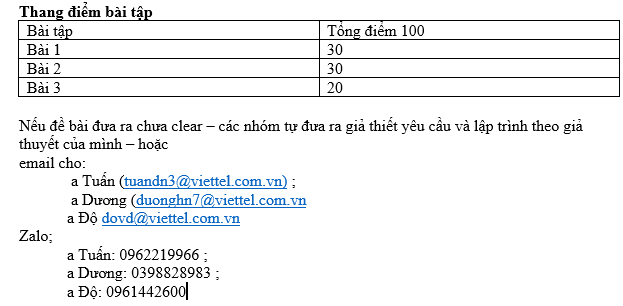 Thang điểm bài tập
Bài tập Tổng điểm 100
Bài 1 30
Bài 2 30
Bài 3 20
Nếu đề bài đưa ra chưa clear – các nhóm tự đưa ra giả thiết yêu cầu và lập trình theo giả
thuyết của mình – hoặc
email cho:
a Tuấn (tuandn3@viettel.com.vn) ;
a Dương (duonghn7@viettel.com.vn
a Độ dovd@viettel.com.vn
Zalo;
a Tuấn: 0962219966 ;
a Dương: 0398828983 ;
a Độ: 0961442600